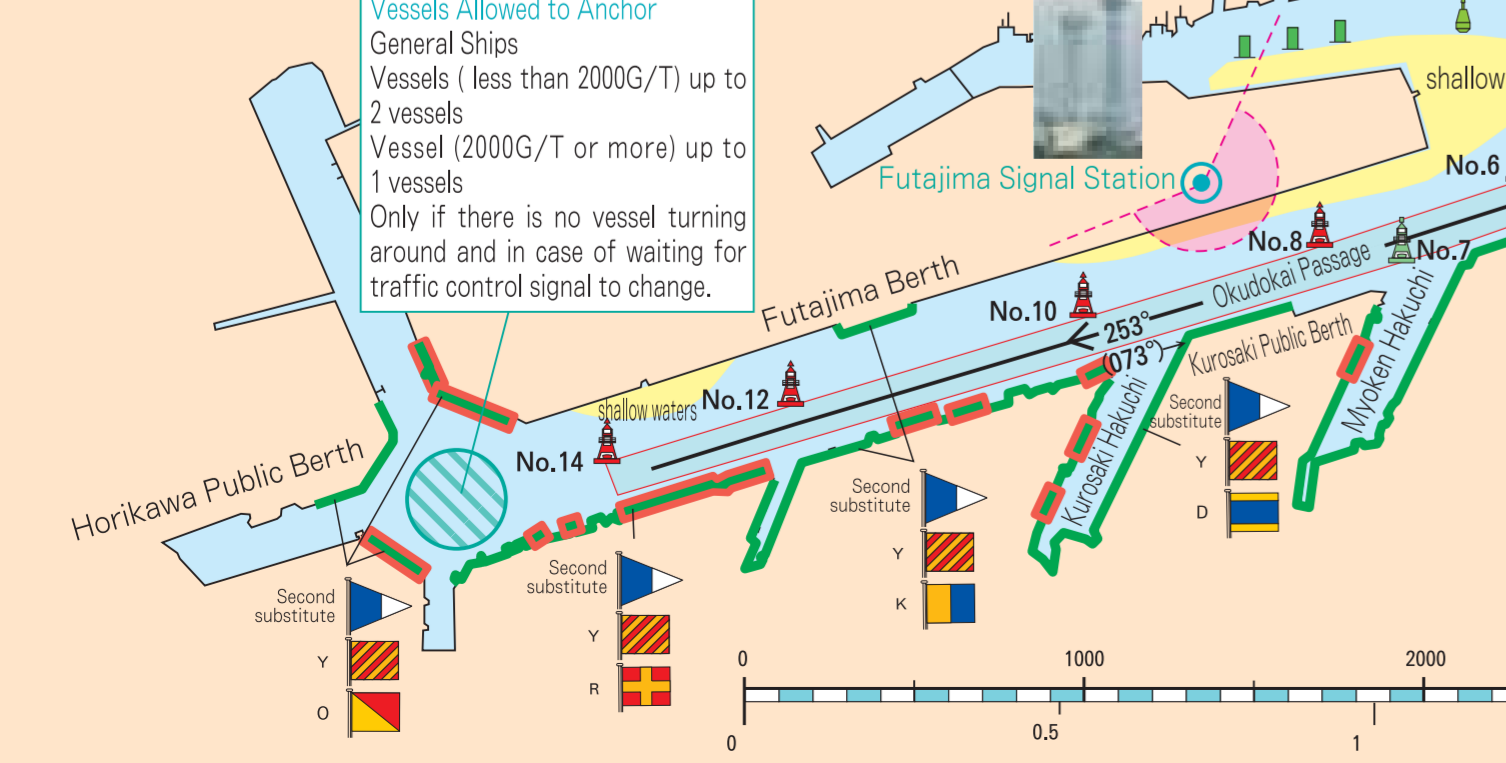 Vessels Allowed to Anchor
General Ships
Vessels ( less than 2000G/T) up to
2 vessels
Vessel (2000G/T or more) up to
1 vessels
Only if there is no vessel turning
around and in case of waiting for
traffic control signal to change.
shallow
No.6
Futajima Signal Station
No.8
No.7
Okudokai Passage
Futajima Berth
No.10
253°
(073°)
Kurosaki Public Berth
Myoken Hakuchi
Kurosaki Hakuchi
shallow waters
No.12
No.14
Horikawa Public Berth
Second
substitute
Y
D
Second
substitute
Y
K
Second
substitute
Y
R
Second
substitute
Y
O
0
1000
2000
0
0.5
1